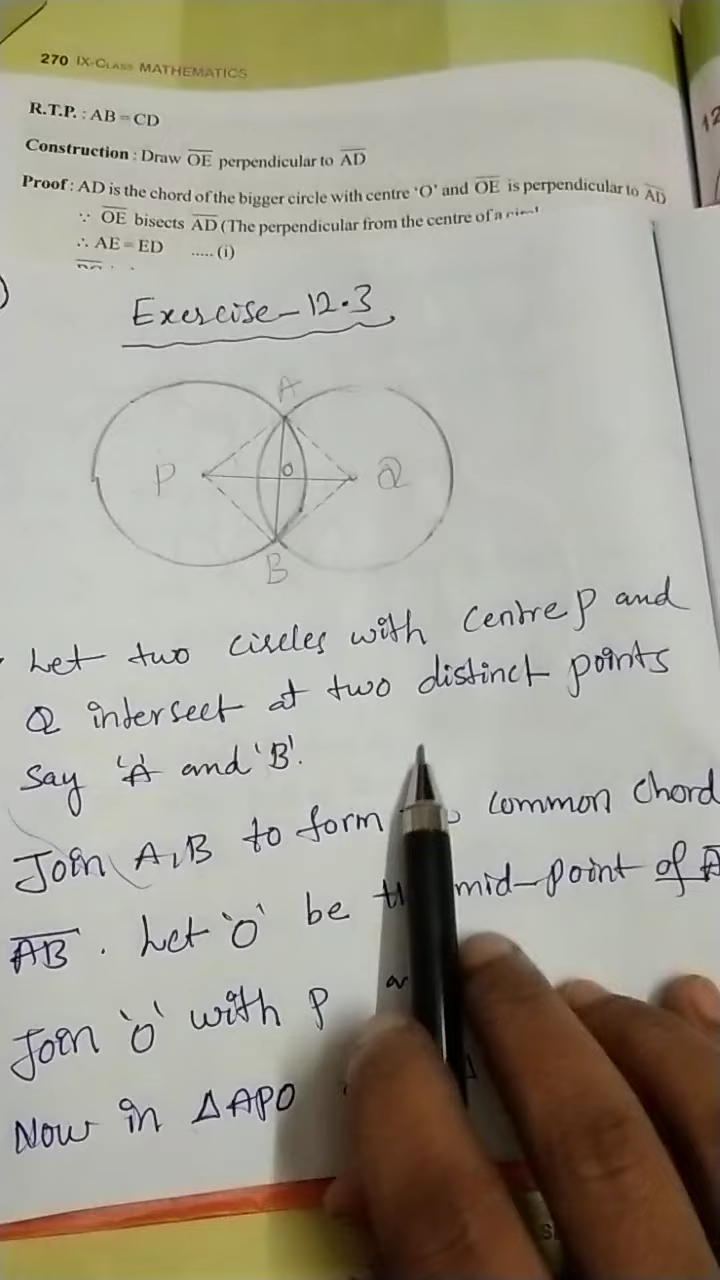 270 IX-Class Mathematics
R.T.P. : AB = CD
Construction : Draw OE perpendicular to AD
Proof : AD is the chord of the bigger circle with centre 'O' and OE is perpendicular to AD
∵ OE bisects AD (The perpendicular from the centre of a
∴ AE = ED ..... (i)
12
Exercise-12.3
A
P
O
Q
B
Let two circles with centre P and
Q intersect at two distinct points
Say 'A' and 'B'.
Join A,B to form common chord
AB . Let 'O' be mid-point of
Join 'O' with P
Now in ΔAPO